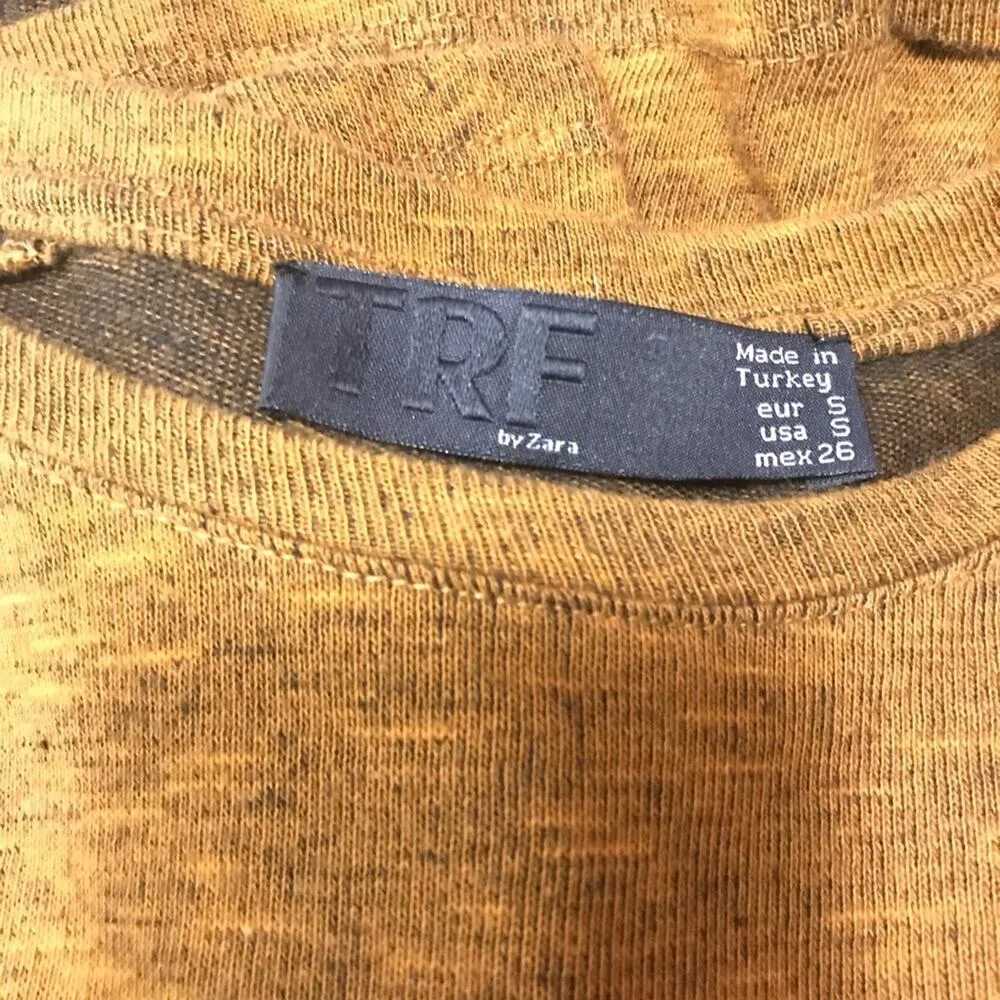 TRF
by Zara
Made in
Turkey
eur S
usa S
mex 26